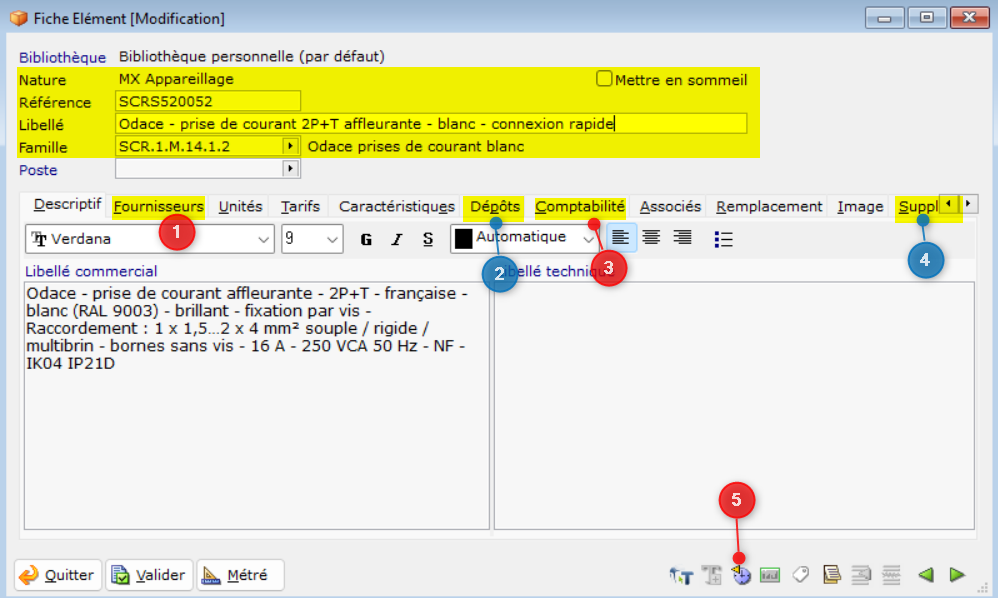 Fiche Elément [Modification]
Bibliothèque Bibliothèque personnelle (par défaut)
Nature MX Appareillage Mettre en sommeil
Référence SCRS520052
Libellé Odace - prise de courant 2P+T affleurante - blanc - connexion rapide
Famille SCR.1.M.14.1.2 Odace prises de courant blanc
Poste
Descriptif Fournisseurs Unités Tarifs Caractéristiques Dépôts Comptabilité Associés Remplacement Image Suppl
1
Verdana 9 G I S Automatique
2 3 4
Libellé commercial Libellé technique
Odace - prise de courant affleurante - 2P+T - française -
blanc (RAL 9003) - brillant - fixation par vis -
Raccordement : 1 x 1,5...2 x 4 mm² souple / rigide /
multibrin - bornes sans vis - 16 A - 250 VCA 50 Hz - NF -
IK04 IP21D
5
Quitter Valider Métré